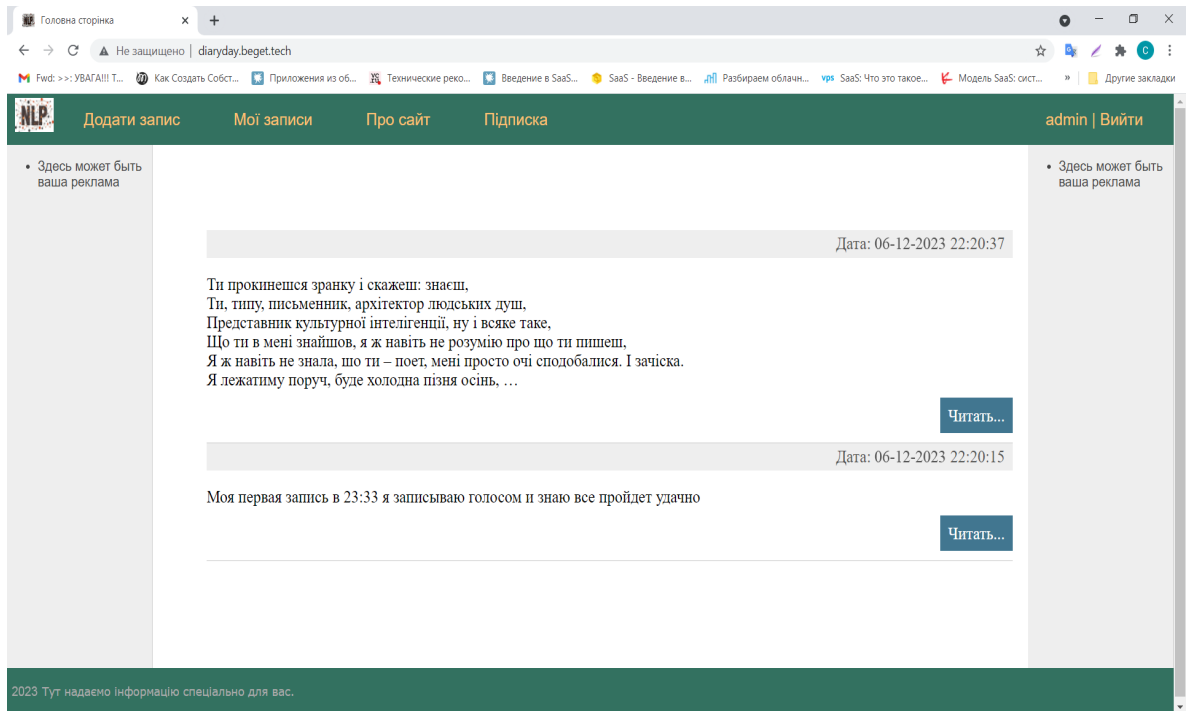 Головна сторінка
Не защищено | diaryday.beget.tech
Fwd: >>: УВАГА!!! Т... Как Создать Собст... Приложения из об... Технические реко... Введение в SaaS... SaaS - Введение в... Разбираем облачн... vps SaaS: Что это такое... Модель SaaS: сист... » Другие закладки
NLP Додати запис Мої записи Про сайт Підписка admin | Вийти
• Здесь может быть
ваша реклама
• Здесь может быть
ваша реклама
Дата: 06-12-2023 22:20:37
Ти прокинешся зранку і скажеш: знаєш,
Ти, типу, письменник, архітектор людських душ,
Представник культурної інтелігенції, ну і всяке таке,
Що ти в мені знайшов, я ж навіть не розумію про що ти пишеш,
Я ж навіть не знала, шо ти – поет, мені просто очі сподобалися. І зачіска.
Я лежатиму поруч, буде холодна пізня осінь, …
Читать...
Дата: 06-12-2023 22:20:15
Моя первая запись в 23:33 я записываю голосом и знаю все пройдет удачно
Читать...
2023 Тут надаємо інформацію спеціально для вас.